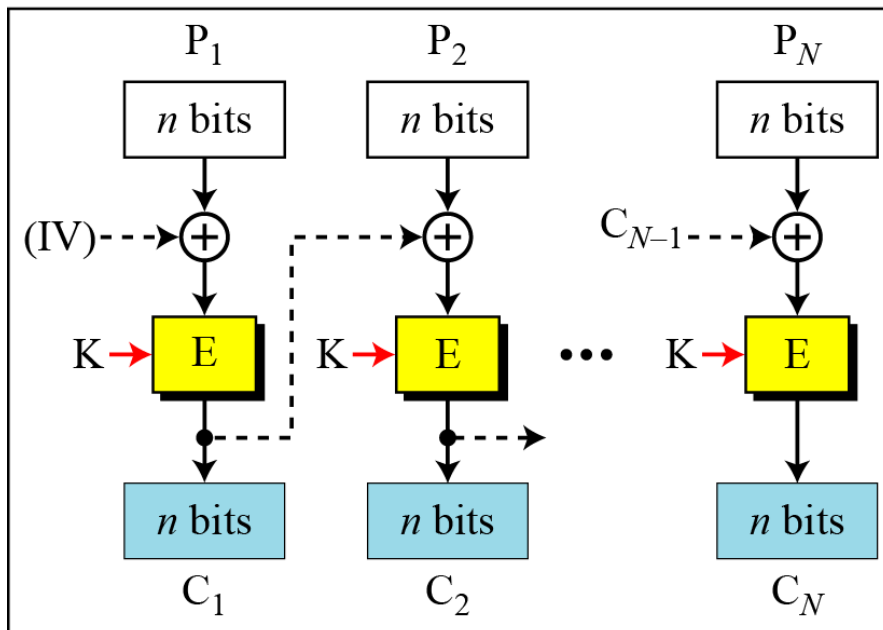 P1 P2 PN
n bits n bits n bits
(IV) CN–1
K E K E ••• K E
n bits n bits n bits
C1 C2 CN